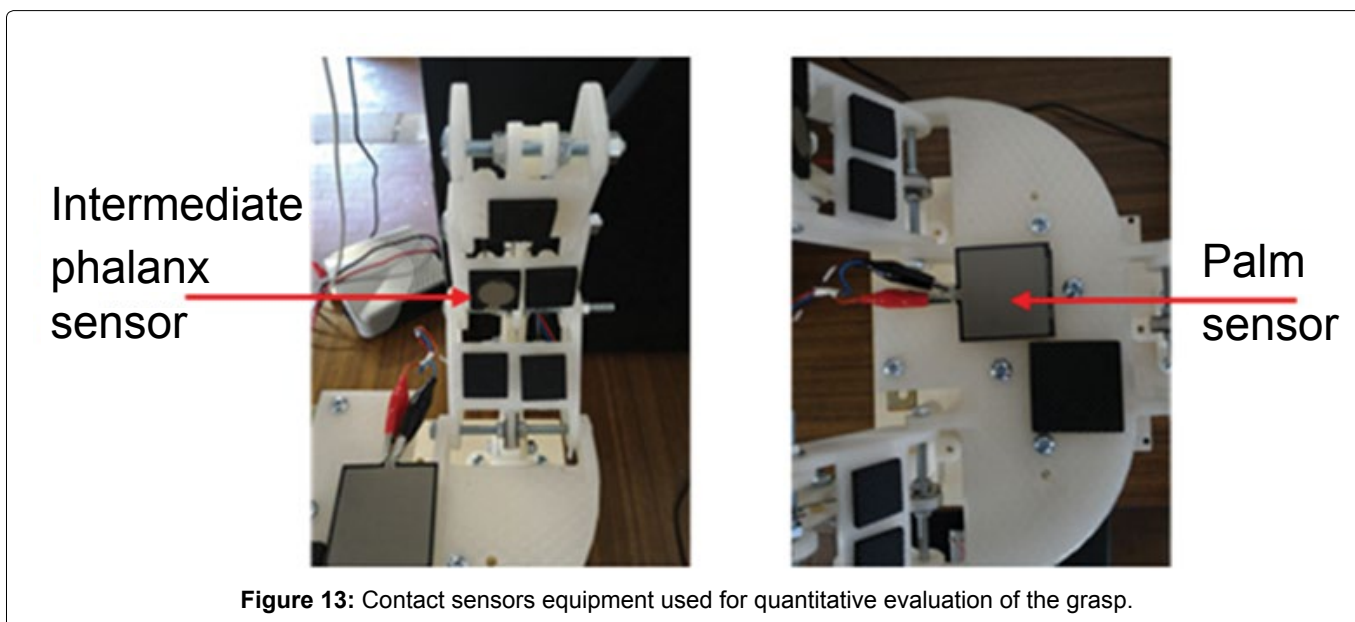 Intermediate
phalanx
sensor
Palm
sensor
Figure 13: Contact sensors equipment used for quantitative evaluation of the grasp.